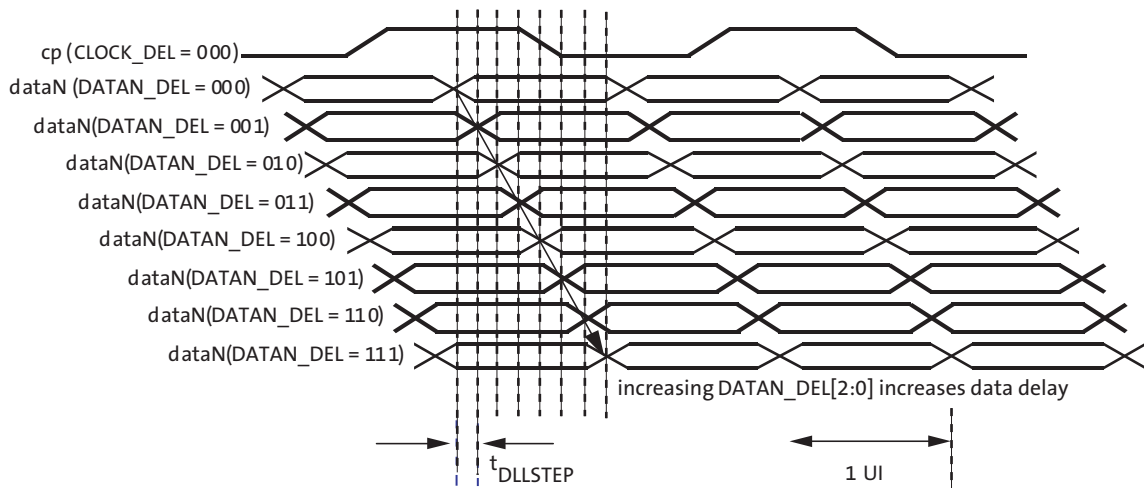 cp (CLOCK_DEL = 000)
dataN (DATAN_DEL = 000)
dataN(DATAN_DEL = 001)
dataN(DATAN_DEL = 010)
dataN(DATAN_DEL = 011)
dataN(DATAN_DEL = 100)
dataN(DATAN_DEL = 101)
dataN(DATAN_DEL = 110)
dataN(DATAN_DEL = 111)
increasing DATAN_DEL[2:0] increases data delay
tDLLSTEP
1 UI